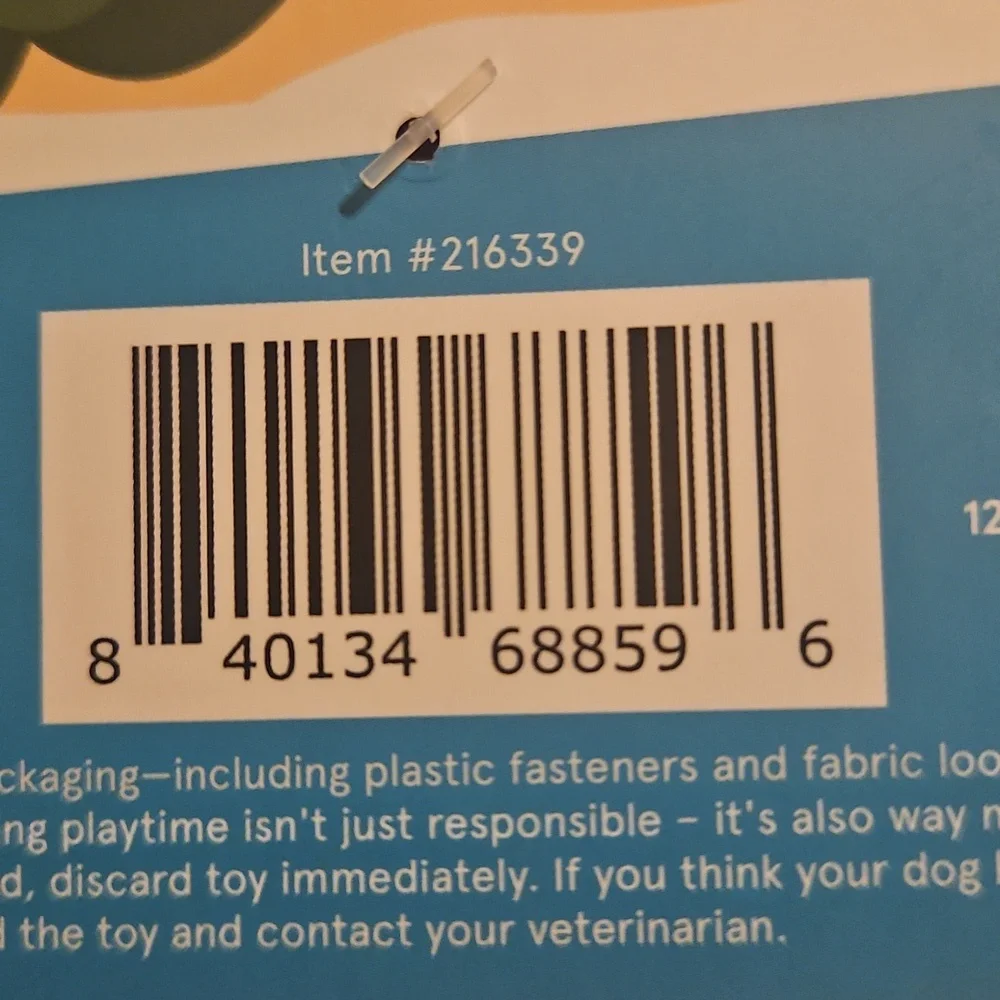 Item #216339
8 40134 68859 6
12
ckaging—including plastic fasteners and fabric loo
ng playtime isn't just responsible – it's also way
d, discard toy immediately. If you think your dog
the toy and contact your veterinarian.